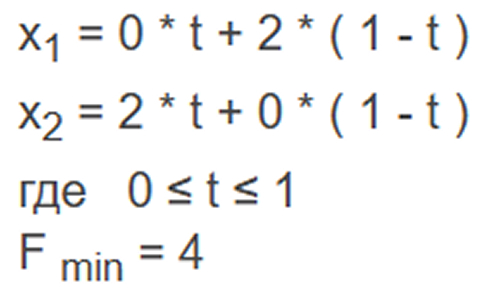 x₁ = 0 * t + 2 * ( 1 - t )
x₂ = 2 * t + 0 * ( 1 - t )
где 0 ≤ t ≤ 1
F min = 4